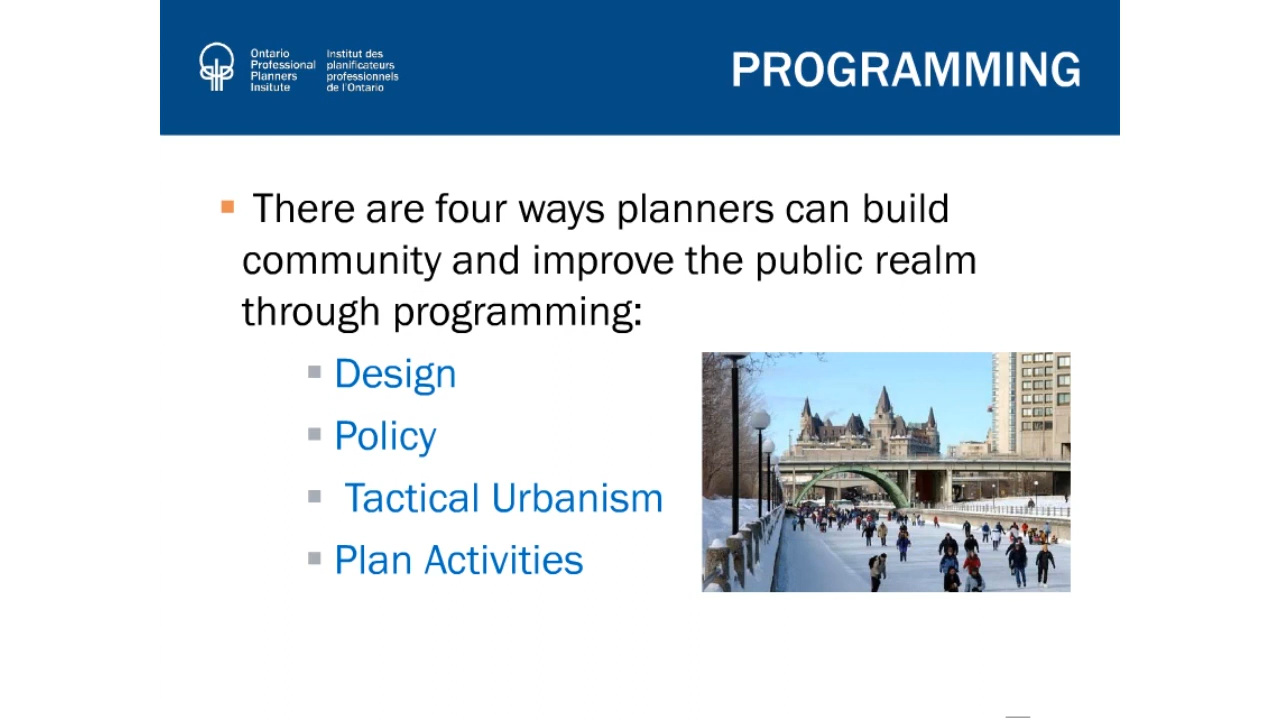 Ontario
Professional
Planners
Insitute
Institut des
planificateurs
professionnels
de l'Ontario
PROGRAMMING
There are four ways planners can build
community and improve the public realm
through programming:
Design
Policy
Tactical Urbanism
Plan Activities